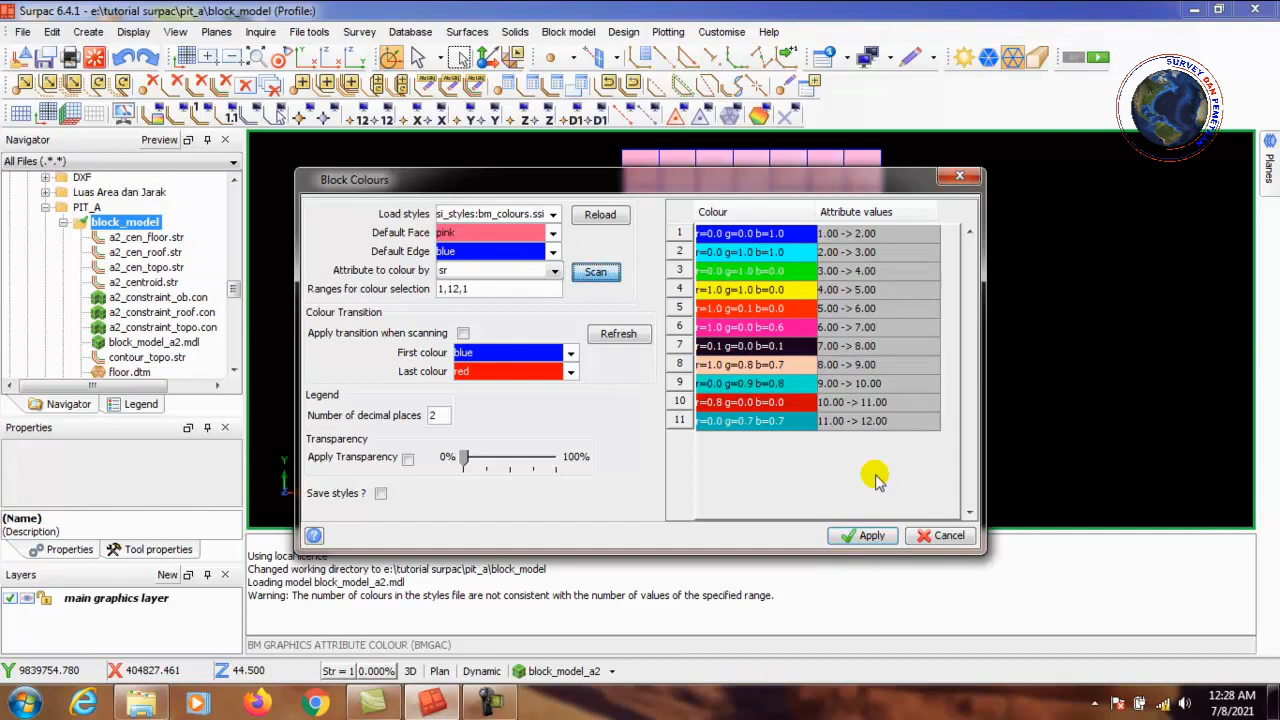 Surpac 6.4.1 - e:\tutorial surpac\pit_a\block_model (Profile:)
File Edit Create Display View Planes Inquire File tools Survey Database Surfaces Solids Block model Design Plotting Customise Help
SURVEY DAN PEMETAAN
Navigator Preview
All Files (*.*)
DXF
Luas Area dan Jarak
PIT_A
block_model
a2_cen_floor.str
a2_cen_roof.str
a2_cen_topo.str
a2_centroid.str
a2_constraint_ob.con
a2_constraint_roof.con
a2_constraint_topo.con
block_model_a2.mdl
contour_topo.str
floor.dtm
Navigator Legend
Properties
(Name)
(Description)
Properties Tool properties
Layers New
main graphics layer
Planes
Block Colours
Load styles si_styles:bm_colours.ssi Reload
Default Face pink
Default Edge blue
Attribute to colour by sr Scan
Ranges for colour selection 1,12,1
Colour Transition
Apply transition when scanning Refresh
First colour blue
Last colour red
Legend
Number of decimal places 2
Transparency
Apply Transparency 0% 100%
Save styles ?
Colour Attribute values
1 r=0.0 g=0.0 b=1.0 1.00 -> 2.00
2 r=0.0 g=1.0 b=1.0 2.00 -> 3.00
3 r=0.0 g=1.0 b=0.0 3.00 -> 4.00
4 r=1.0 g=1.0 b=0.0 4.00 -> 5.00
5 r=1.0 g=0.1 b=0.0 5.00 -> 6.00
6 r=1.0 g=0.0 b=0.6 6.00 -> 7.00
7 r=0.1 g=0.0 b=0.1 7.00 -> 8.00
8 r=1.0 g=0.8 b=0.7 8.00 -> 9.00
9 r=0.0 g=0.9 b=0.8 9.00 -> 10.00
10 r=0.8 g=0.0 b=0.0 10.00 -> 11.00
11 r=0.0 g=0.7 b=0.7 11.00 -> 12.00
Apply Cancel
Y
Using local licence
Changed working directory to e:\tutorial surpac\pit_a\block_model
Loading model block_model_a2.mdl
Warning: The number of colours in the styles file are not consistent with the number of values of the specified range.
BM GRAPHICS ATTRIBUTE COLOUR (BMGAC)
Y 9839754.780 X 404827.461 Z 44.500 Str = 1 0.000% 3D Plan Dynamic block_model_a2
12:28 AM
7/8/2021